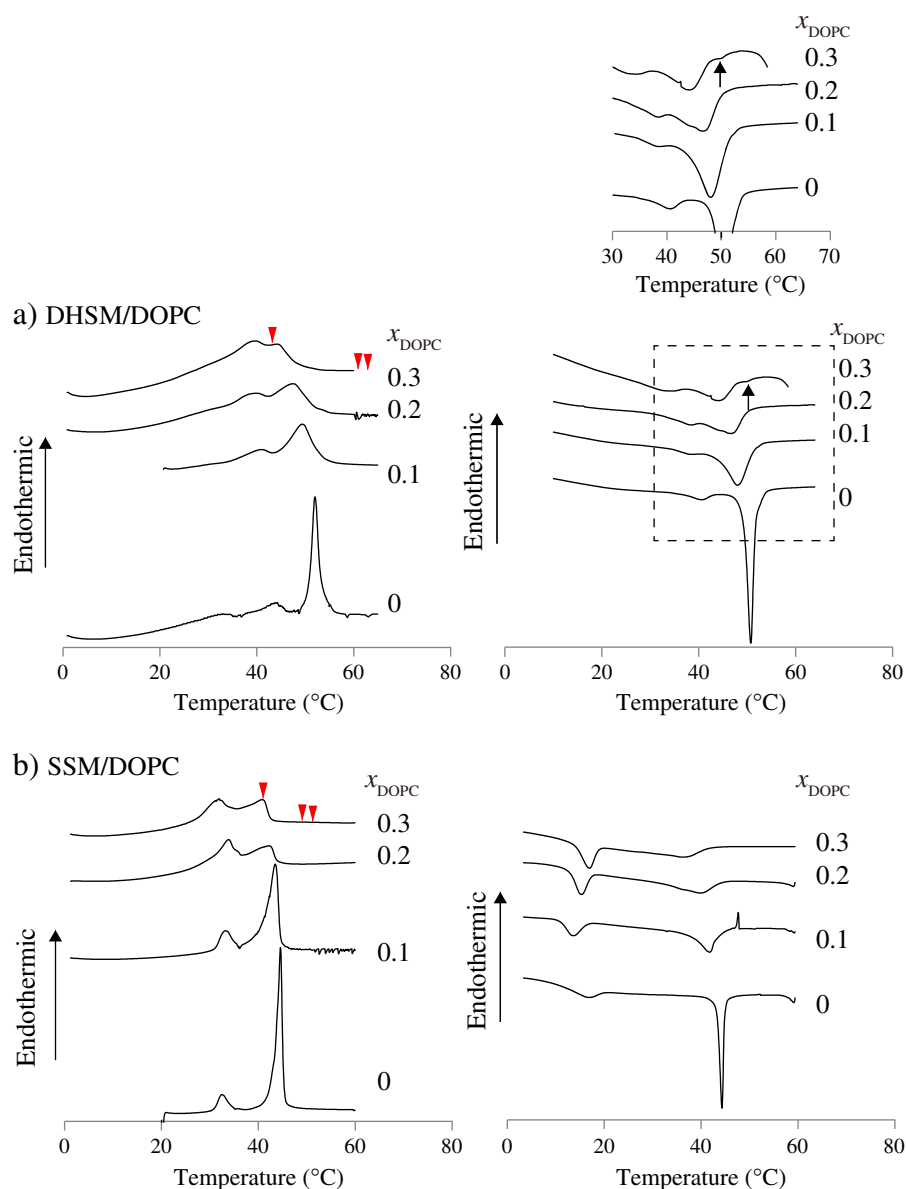 xDOPC
0.3
0.2
0.1
0
30 40 50 60 70
Temperature (°C)
a) DHSM/DOPC
xDOPC
0.3
0.2
0.1
0
Endothermic
0 20 40 60 80
Temperature (°C)
xDOPC
0.3
0.2
0.1
0
Endothermic
0 20 40 60 80
Temperature (°C)
b) SSM/DOPC
xDOPC
0.3
0.2
0.1
0
Endothermic
0 20 40 60 80
Temperature (°C)
xDOPC
0.3
0.2
0.1
0
Endothermic
0 20 40 60 80
Temperature (°C)